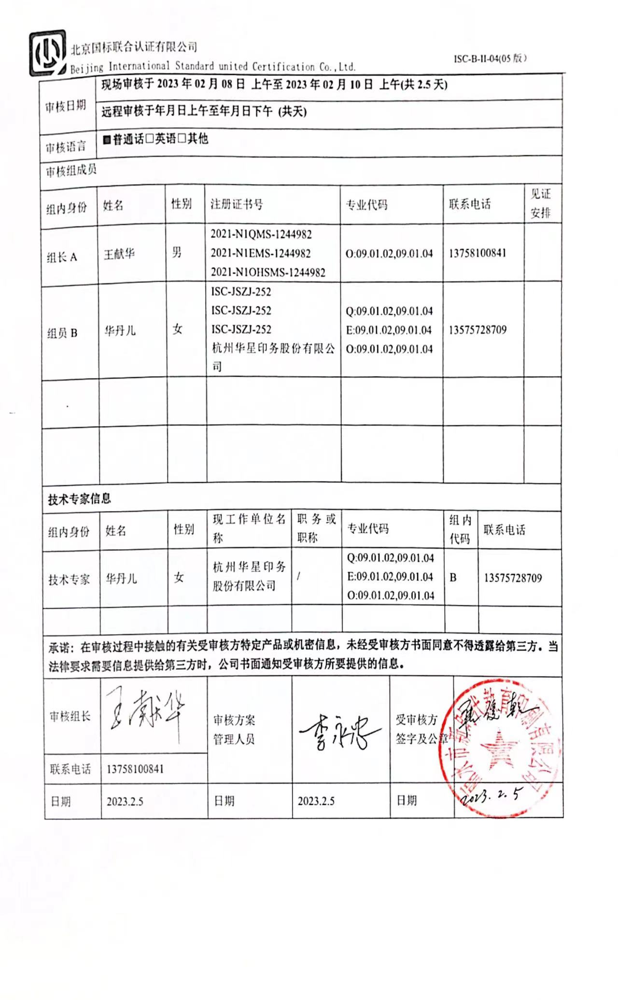 北京国标联合认证有限公司
Beijing International Standard united Certification Co.,Ltd.
ISC-B-II-04(05 版)
审核日期
现场审核于 2023 年 02 月 08 日 上午至 2023 年 02 月 10 日 上午(共 2.5 天)
远程审核于年月日上午至年月日下午 (共天)
审核语言
■普通话□英语□其他
审核组成员
组内身份 姓名 性别 注册证书号 专业代码 联系电话 见证
安排
组长 A 王献华 男
2021-N1QMS-1244982
2021-N1EMS-1244982
2021-N1OHSMS-1244982
O:09.01.02,09.01.04
13758100841
组员 B 华丹儿 女
ISC-JSZJ-252
ISC-JSZJ-252
ISC-JSZJ-252
杭州华星印务股份有限公
司
Q:09.01.02,09.01.04
E:09.01.02,09.01.04
O:09.01.02,09.01.04
13575728709
技术专家信息
组内身份 姓名 性别
现工作单位名
称
职务或
职称
专业代码
组内
代码
联系电话
技术专家 华丹儿 女
杭州华星印务
股份有限公司
/
Q:09.01.02,09.01.04
E:09.01.02,09.01.04
O:09.01.02,09.01.04
B
13575728709
承诺：在审核过程中接触的有关受审核方特定产品或机密信息，未经受审核方书面同意不得透露给第三方。当
法律要求需要信息提供给第三方时，公司书面通知受审核方所要提供的信息。
审核组长
王献华
审核方案
管理人员
李永忠
受审核方
签字及公章
联系电话 13758100841
日期 2023.2.5 日期 2023.2.5 日期 2023.2.5